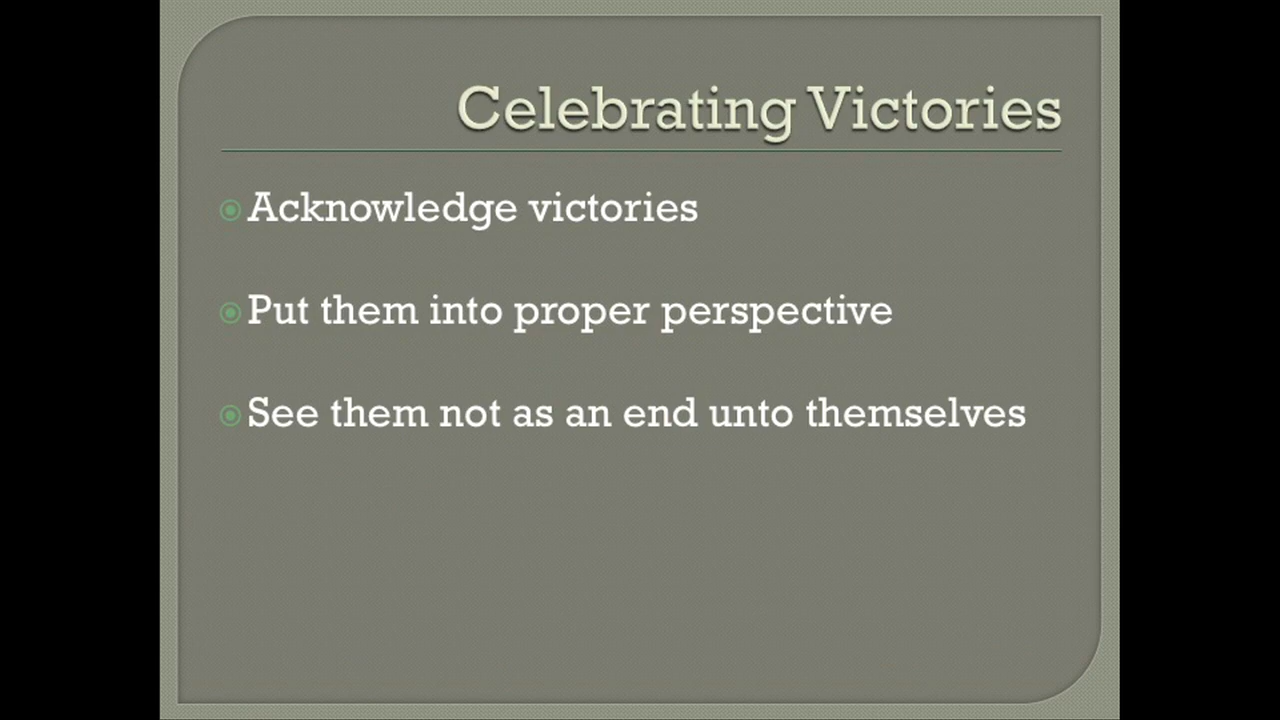 Celebrating Victories
Acknowledge victories
Put them into proper perspective
See them not as an end unto themselves